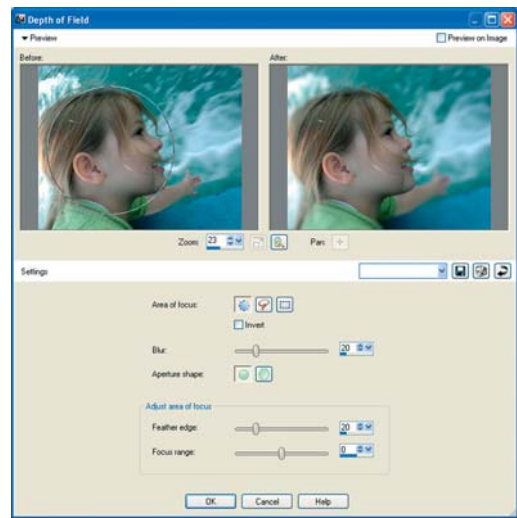 Depth of Field
Preview
Preview on Image
Before:
After:
Zoom: 23
Pan:
Settings
Area of focus:
Invert
Blur: 20
Aperture shape:
Adjust area of focus
Feather edge: 20
Focus range: 0
OK Cancel Help